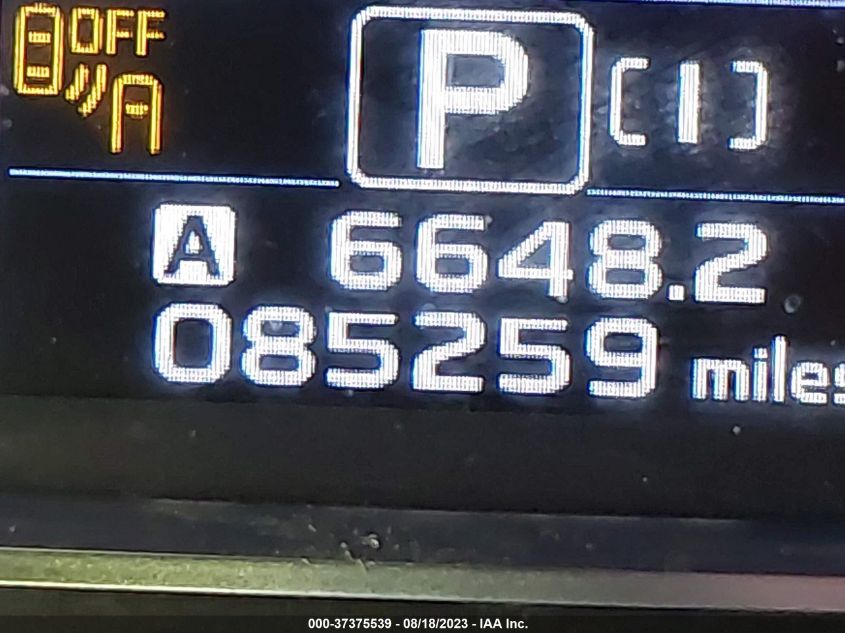 OFF
A
P [ I ]
A 6648.2
085259 miles
000-37375539 - 08/18/2023 - IAA Inc.